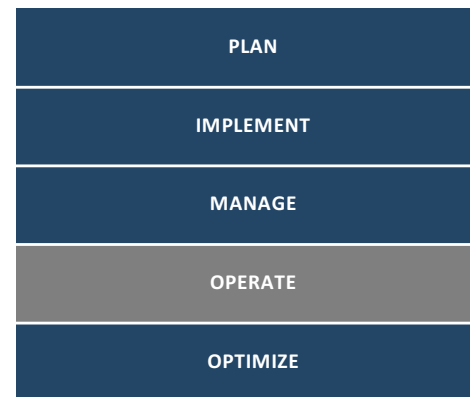 PLAN
IMPLEMENT
MANAGE
OPERATE
OPTIMIZE